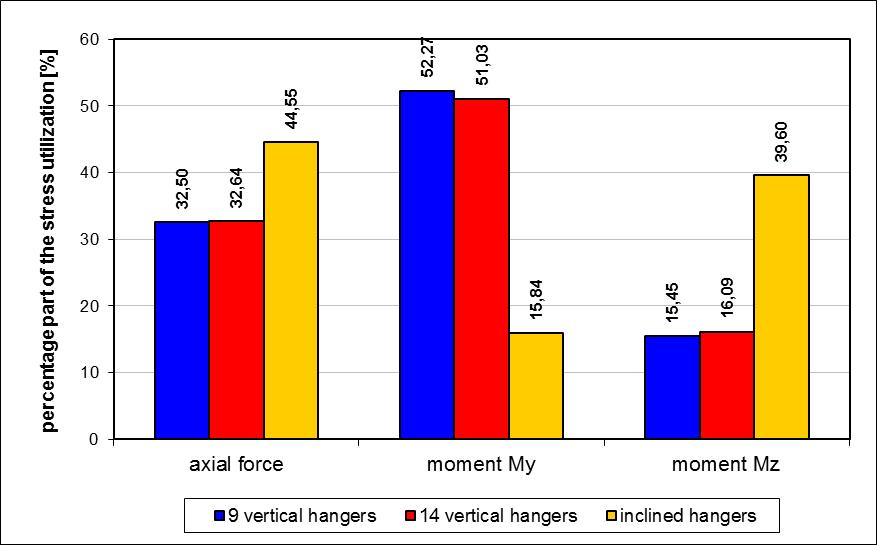 percentage part of the stress utilization [%]
60
50
40
30
20
10
0
32,50
32,64
44,55
52,27
51,03
15,84
15,45
16,09
39,60
axial force
moment My
moment Mz
9 vertical hangers
14 vertical hangers
inclined hangers